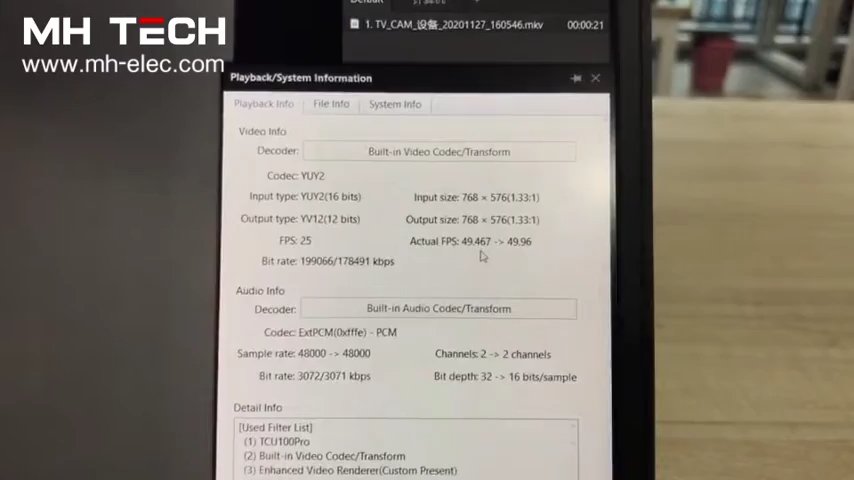 MH TECH
www.mh-elec.com
Default
1. TV_CAM_设备_20201127_160546.mkv 00:00:21
Playback/System Information
Playback Info File Info System Info
Video Info
Decoder: Built-in Video Codec/Transform
Codec: YUY2
Input type: YUY2(16 bits) Input size: 768 × 576(1.33:1)
Output type: YV12(12 bits) Output size: 768 × 576(1.33:1)
FPS: 25 Actual FPS: 49.467 -> 49.96
Bit rate: 199066/178491 kbps
Audio Info
Decoder: Built-in Audio Codec/Transform
Codec: ExtPCM(0xfffe) - PCM
Sample rate: 48000 -> 48000 Channels: 2 -> 2 channels
Bit rate: 3072/3071 kbps Bit depth: 32 -> 16 bits/sample
Detail Info
[Used Filter List]
(1) TCU100Pro
(2) Built-in Video Codec/Transform
(3) Enhanced Video Renderer(Custom Present)